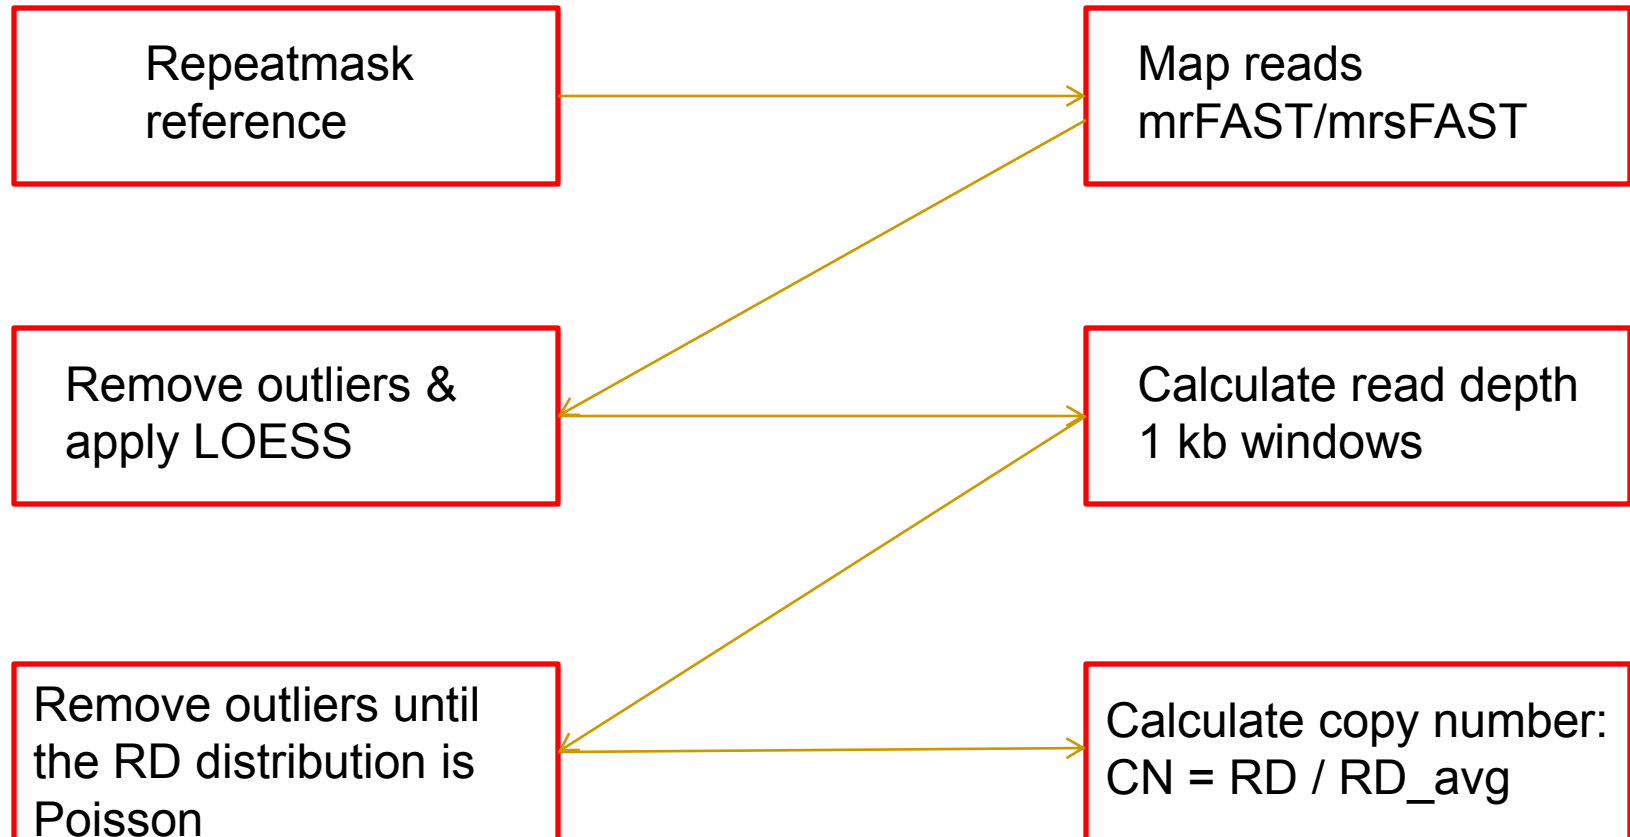 Repeatmask
reference
Map reads
mrFAST/mrsFAST
Remove outliers &
apply LOESS
Calculate read depth
1 kb windows
Remove outliers until
the RD distribution is
Poisson
Calculate copy number:
CN = RD / RD_avg